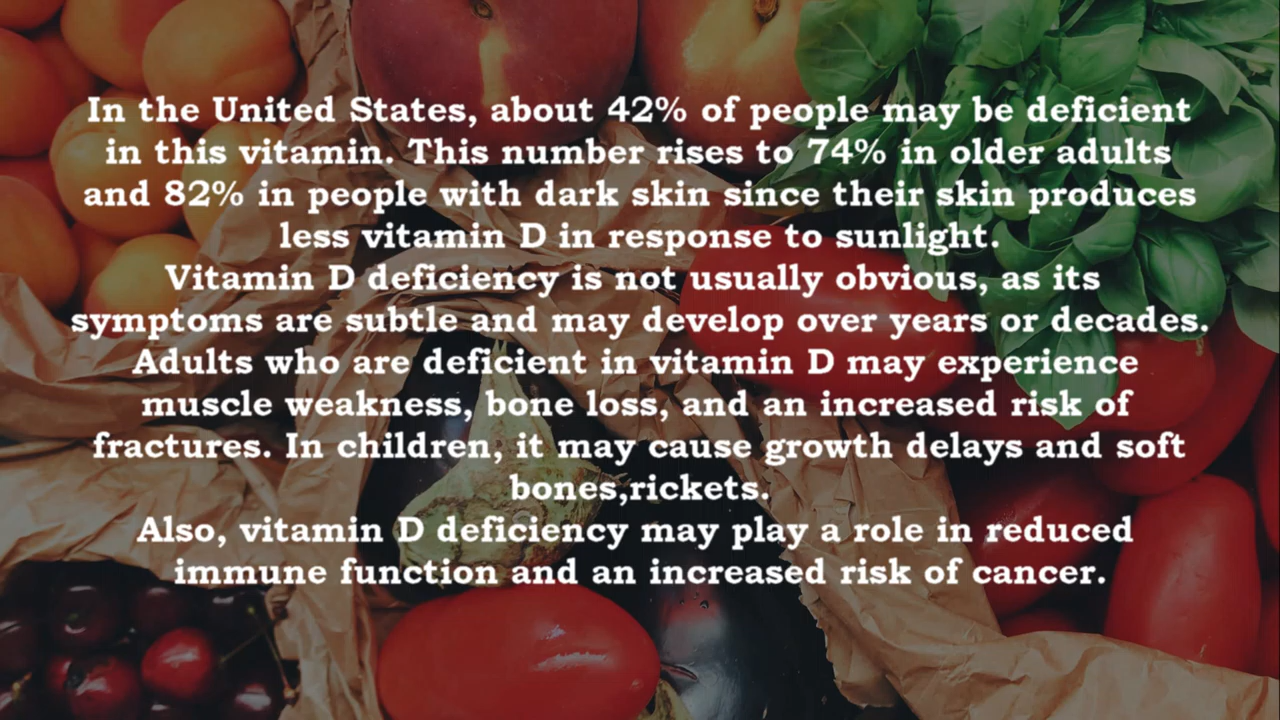 In the United States, about 42% of people may be deficient
in this vitamin. This number rises to 74% in older adults
and 82% in people with dark skin since their skin produces
less vitamin D in response to sunlight.
Vitamin D deficiency is not usually obvious, as its
symptoms are subtle and may develop over years or decades.
Adults who are deficient in vitamin D may experience
muscle weakness, bone loss, and an increased risk of
fractures. In children, it may cause growth delays and soft
bones,rickets.
Also, vitamin D deficiency may play a role in reduced
immune function and an increased risk of cancer.